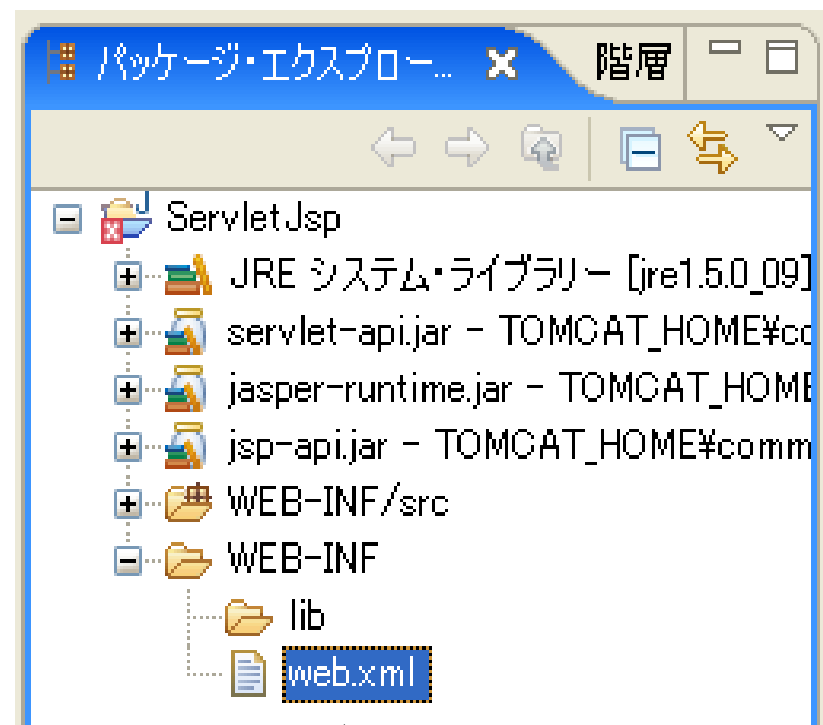 パッケージ・エクスプロー... 階層
ServletJsp
JRE システム・ライブラリー [jre1.5.0_09]
servlet-api.jar - TOMCAT_HOME¥co
jasper-runtime.jar - TOMCAT_HOME
jsp-api.jar - TOMCAT_HOME¥comm
WEB-INF/src
WEB-INF
lib
web.xml